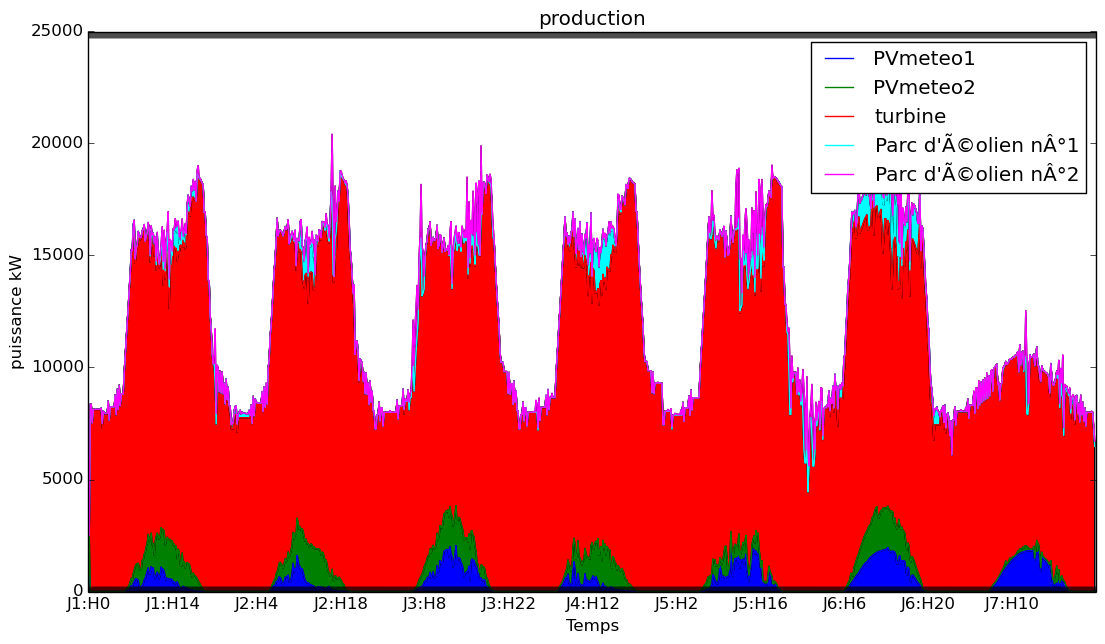 production
25000
20000
15000
10000
5000
0
puissance kW
PVmeteo1
PVmeteo2
turbine
Parc d'Ã©olien nÂ°1
Parc d'Ã©olien nÂ°2
J1:H0 J1:H14 J2:H4 J2:H18 J3:H8 J3:H22 J4:H12 J5:H2 J5:H16 J6:H6 J6:H20 J7:H10
Temps